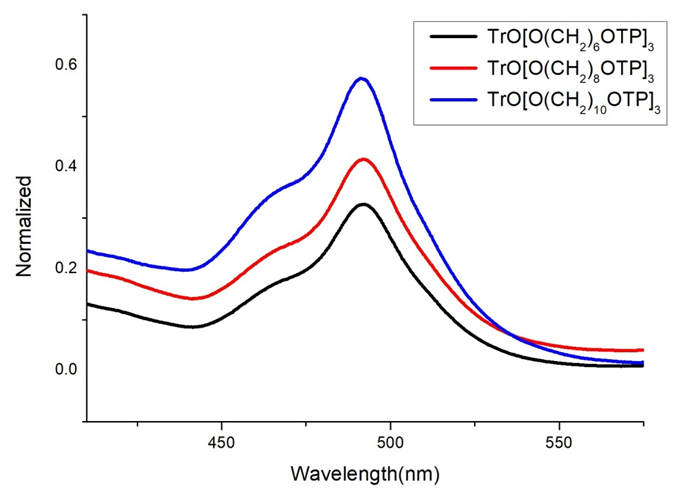 TrO[O(CH2)6OTP]3
TrO[O(CH2)8OTP]3
TrO[O(CH2)10OTP]3
0.6
0.4
0.2
0.0
Normalized
450 500 550
Wavelength(nm)